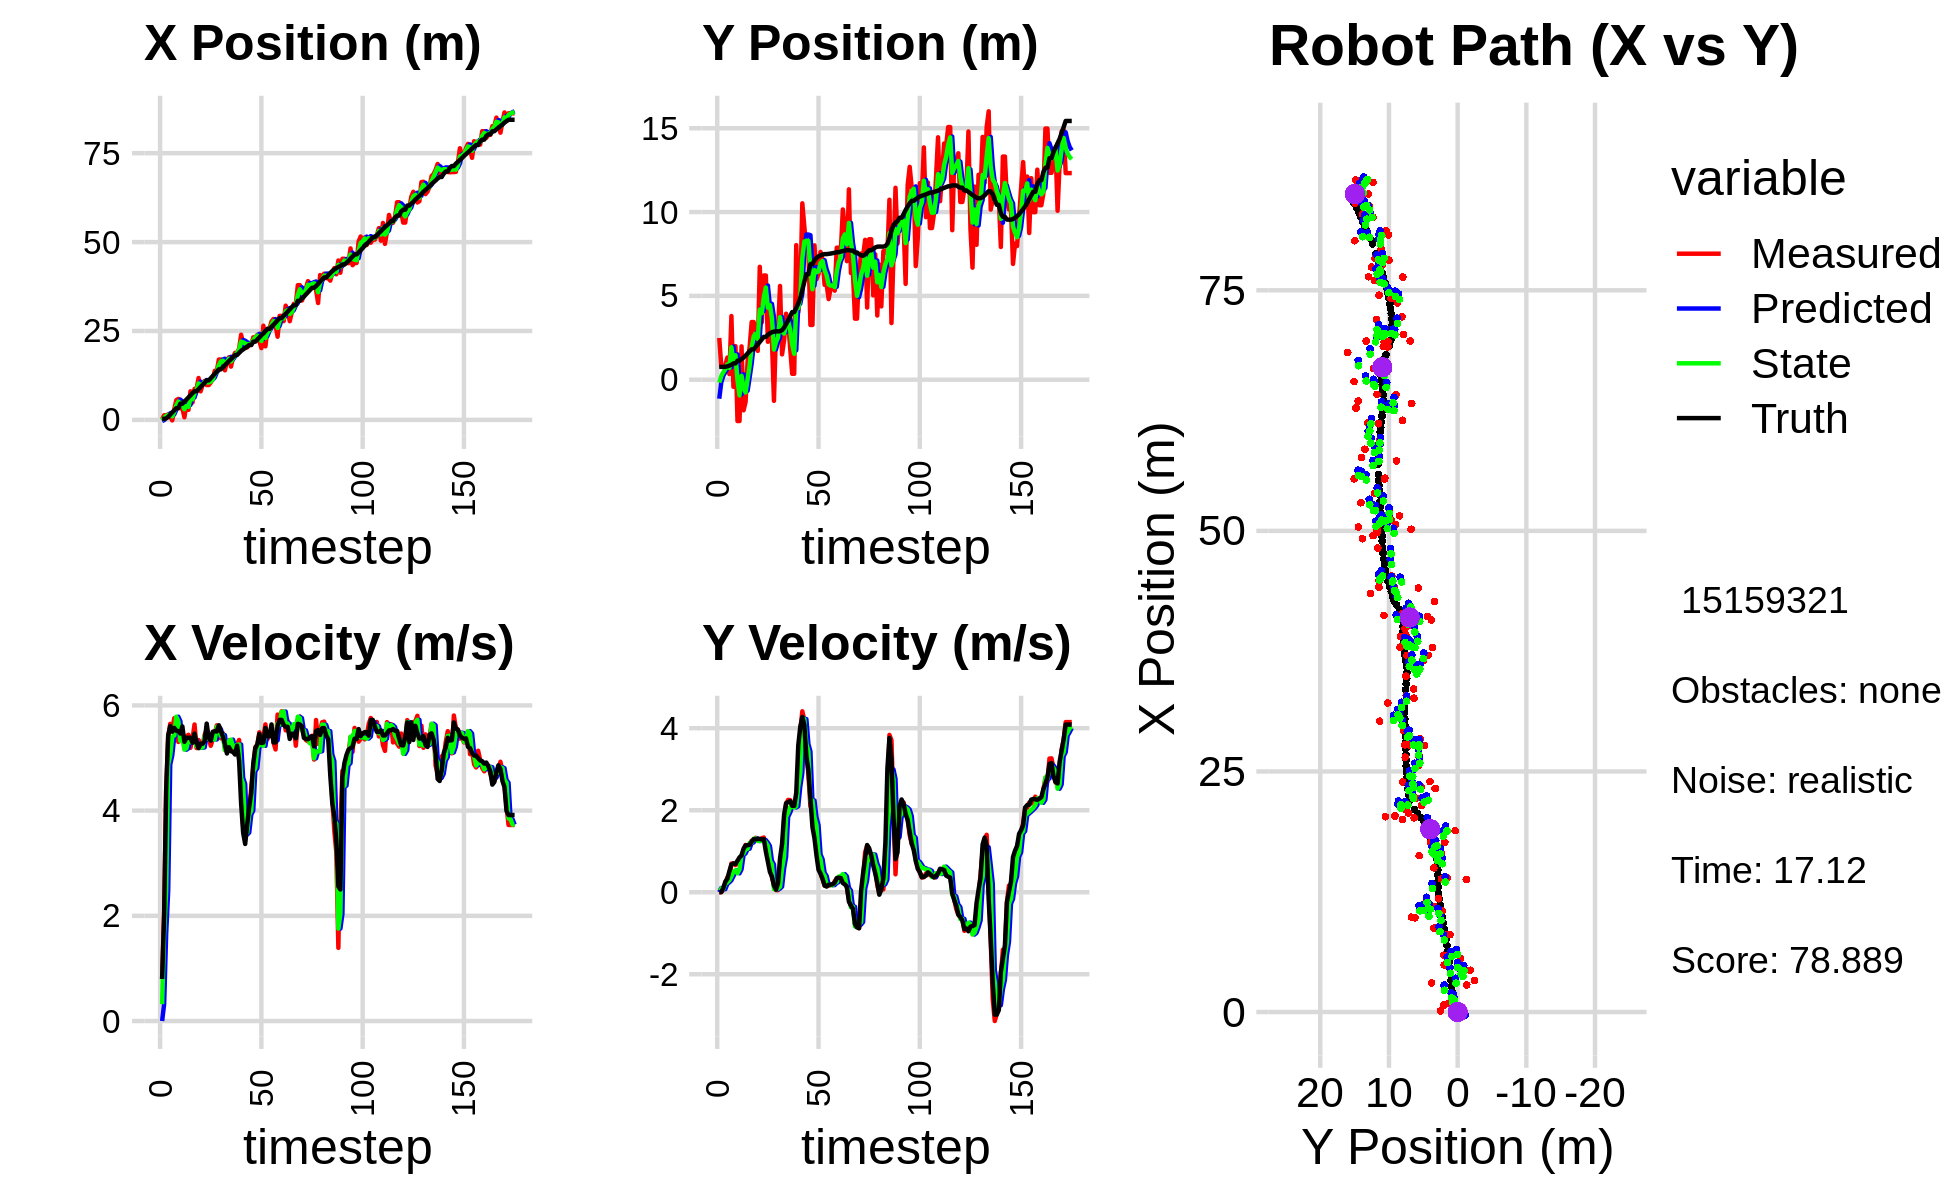 X Position (m)
75
50
25
0
0
50
100
150
timestep
Y Position (m)
15
10
5
0
0
50
100
150
timestep
X Velocity (m/s)
6
4
2
0
0
50
100
150
timestep
Y Velocity (m/s)
4
2
0
-2
0
50
100
150
timestep
Robot Path (X vs Y)
X Position (m)
75
50
25
0
20 10 0 -10 -20
Y Position (m)
variable
Measured
Predicted
State
Truth
15159321
Obstacles: none
Noise: realistic
Time: 17.12
Score: 78.889